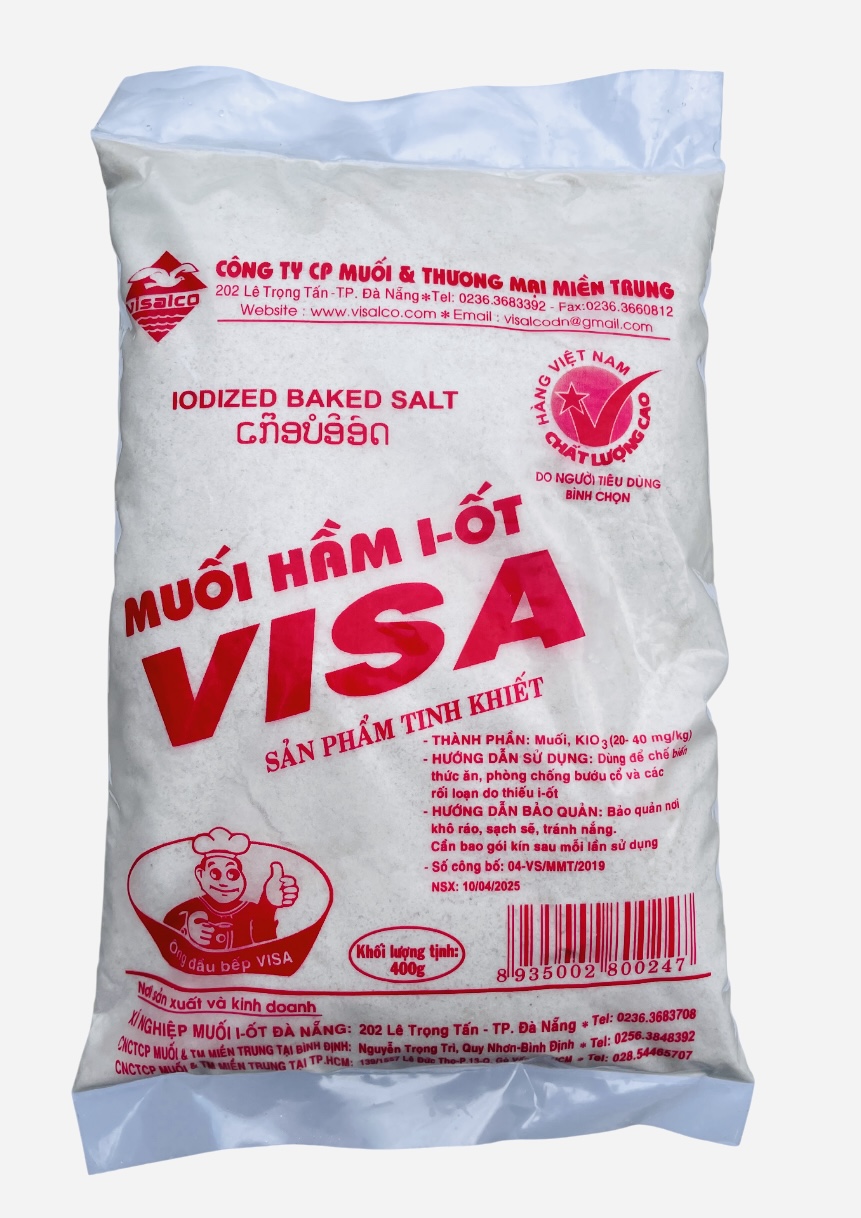 visalco
CÔNG TY CP MUỐI & THƯƠNG MẠI MIỀN TRUNG
202 Lê Trọng Tấn -TP. Đà Nẵng*Tel: 0236.3683392 - Fax:0236.3660812
Website : www.visalco.com * Email : visalcodn@gmail.com
IODIZED BAKED SALT
HÀNG VIỆT NAM
CHẤT LƯỢNG CAO
DO NGƯỜI TIÊU DÙNG
BÌNH CHỌN
MUỐI HẦM I-ỐT
VISA
SẢN PHẨM TINH KHIẾT
- THÀNH PHẦN: Muối, KIO3 (20- 40 mg/kg)
- HƯỚNG DẪN SỬ DỤNG: Dùng để chế biến
thức ăn, phòng chống bướu cổ và các
rối loạn do thiếu i-ốt
- HƯỚNG DẪN BẢO QUẢN: Bảo quản nơi
khô ráo, sạch sẽ, tránh nắng.
Cần bao gói kín sau mỗi lần sử dụng
- Số công bố: 04-VS/MMT/2019
NSX: 10/04/2025
Ông đầu bếp VISA
Khối lượng tịnh:
400g
8 935002 800247
Nơi sản xuất và kinh doanh
XÍ NGHIỆP MUỐI I-ỐT ĐÀ NẴNG: 202 Lê Trọng Tấn - TP. Đà Nẵng * Tel: 0236.3683708
CNCTCP MUỐI & TM MIỀN TRUNG TẠI BÌNH ĐỊNH: Nguyễn Trọng Trì, Quy Nhơn-Bình Định * Tel: 0256.3848392
CNCTCP MUỐI & TM MIỀN TRUNG TẠI TP.HCM: Lê Đức Thọ-P.13-Q. * Tel: 028.54465707